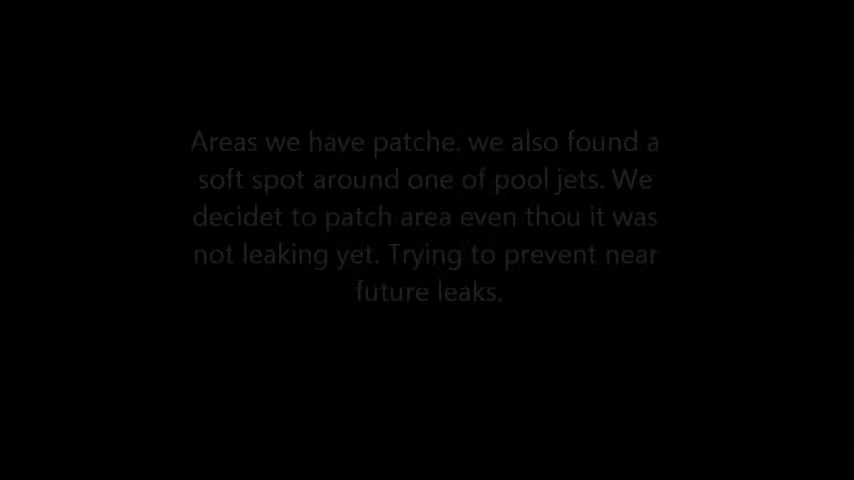 Areas we have patche. we also found a
soft spot around one of pool jets. We
decidet to patch area even thou it was
not leaking yet. Trying to prevent near
future leaks.